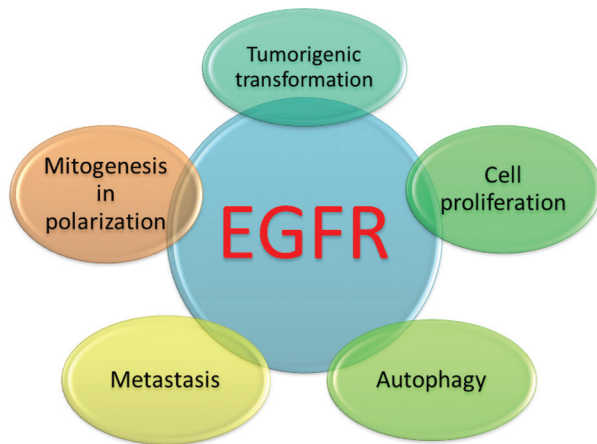 Tumorigenic
transformation
Mitogenesis
in
polarization
Cell
proliferation
EGFR
Metastasis
Autophagy